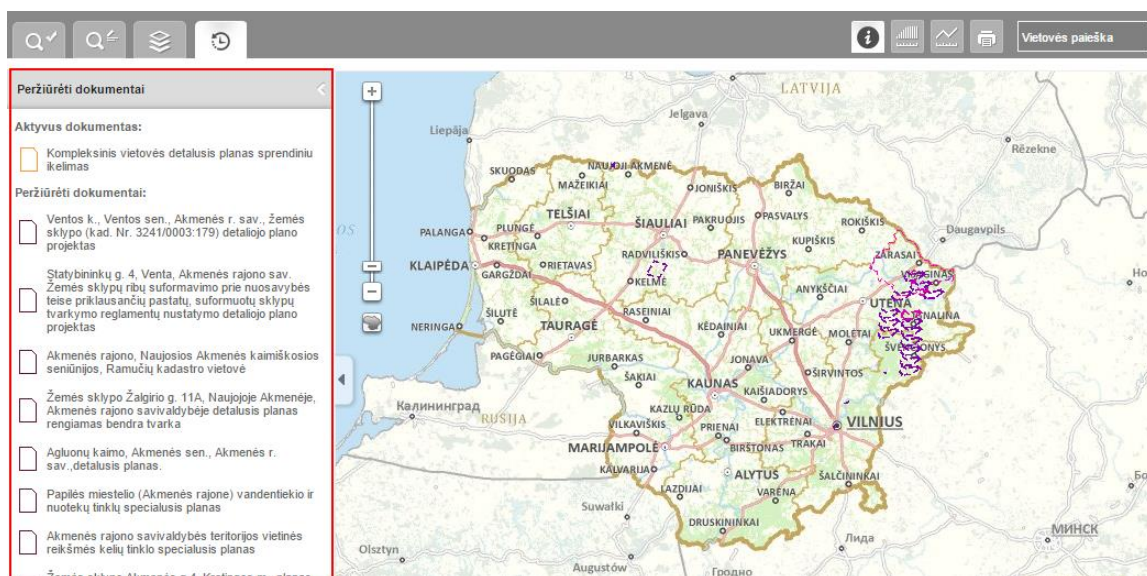 Vietovės paieška
Peržiūrėti dokumentai
Aktyvus dokumentas:
Kompleksinis vietovės detalusis planas sprendiniu
ikelimas
Peržiūrėti dokumentai:
Ventos k., Ventos sen., Akmenės r. sav., žemės
sklypo (kad. Nr. 3241/0003:179) detaliojo plano
projektas
Statybininkų g. 4, Venta, Akmenės rajono sav.
Žemės sklypų ribų suformavimo prie nuosavybės
teise priklausančių pastatų, suformuotų sklypų
tvarkymo reglamentų nustatymo detaliojo plano
projektas
Akmenės rajono, Naujosios Akmenės kaimiškosios
seniūnijos, Ramučių kadastro vietovė
Žemės sklypo Žalgirio g. 11A, Naujojoje Akmenėje,
Akmenės rajono savivaldybėje detalusis planas
rengiamas bendra tvarka
Agluonų kaimo, Akmenės sen., Akmenės r.
sav.,detalusis planas.
Papilės miestelio (Akmenės rajone) vandentiekio ir
nuotekų tinklų specialusis planas
Akmenės rajono savivaldybės teritorijos vietinės
reikšmės kelių tinklo specialusis planas
LATVIJA
Jelgava
Liepāja
Rēzekne
SKUODAS
NAUJOJI AKMENĖ
MAŽEIKIAI
JONIŠKIS
BIRŽAI
TELŠIAI
PLUNGĖ
ŠIAULIAI
PAKRUOJIS
PASVALYS
ROKIŠKIS
Daugavpils
PALANGA
KRETINGA
KUPIŠKIS
RADVILIŠKIS
PANEVĖŽYS
ZARASAI
KLAIPĖDA
GARGŽDAI
RIETAVAS
KELMĖ
ANYKŠČIAI
VISAGINAS
UTENA
ŠILALĖ
IGNALINA
ŠILUTĖ
RASEINIAI
NERINGA
TAURAGĖ
KĖDAINIAI
UKMERGĖ
MOLĖTAI
ŠVENČIONYS
PAGĖGIAI
JURBARKAS
JONAVA
ŠIRVINTOS
ŠAKIAI
KAUNAS
KAIŠIADORYS
Калининград
RUSIJA
KAZLŲ RŪDA
VILKAVIŠKIS
PRIENAI
ELEKTRĖNAI
VILNIUS
MARIJAMPOLĖ
BIRŠTONAS
TRAKAI
KALVARIJA
ALYTUS
ŠALČININKAI
LAZDIJAI
VARĖNA
Suwałki
DRUSKININKAI
МИНСК
Лида
Olsztyn
Augustów
Гродно